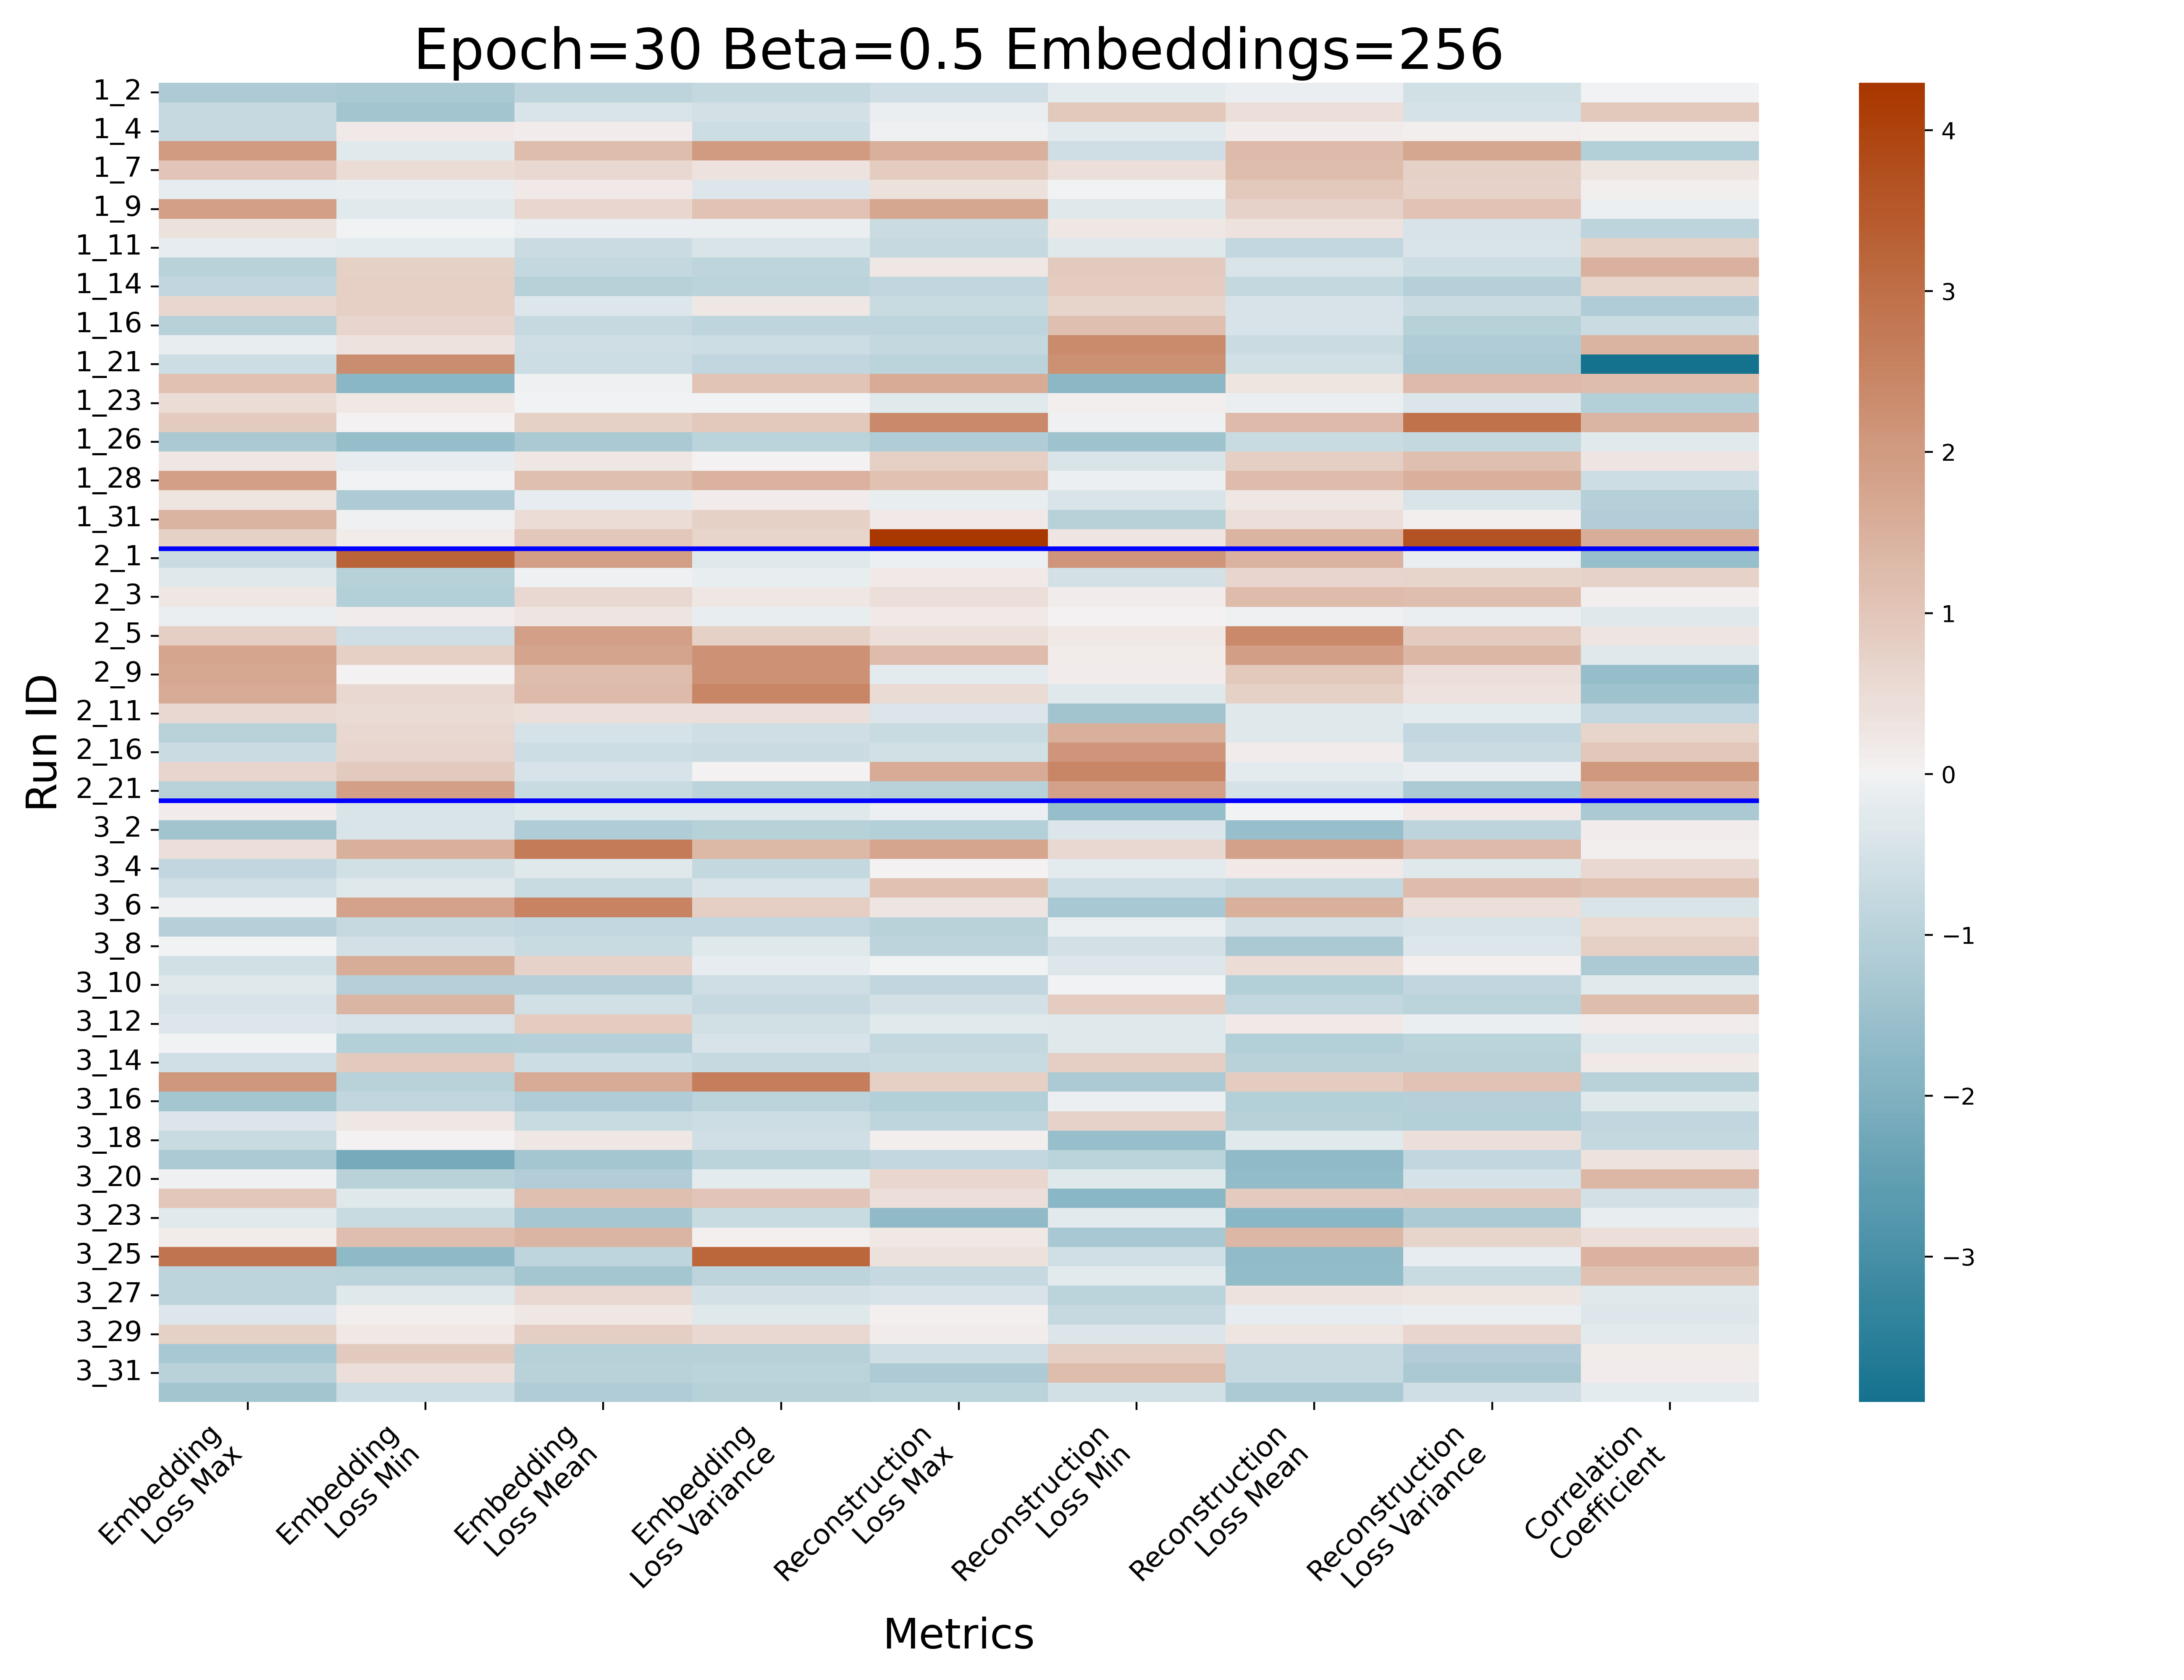 Epoch=30 Beta=0.5 Embeddings=256
Run ID
1_2
1_4
1_7
1_9
1_11
1_14
1_16
1_21
1_23
1_26
1_28
1_31
2_1
2_3
2_5
2_9
2_11
2_16
2_21
3_2
3_4
3_6
3_8
3_10
3_12
3_14
3_16
3_18
3_20
3_23
3_25
3_27
3_29
3_31
4
3
2
1
0
−1
−2
−3
Embedding
Loss Max
Embedding
Loss Min
Embedding
Loss Mean
Embedding
Loss Variance
Reconstruction
Loss Max
Reconstruction
Loss Min
Reconstruction
Loss Mean
Reconstruction
Loss Variance
Correlation
Coefficient
Metrics